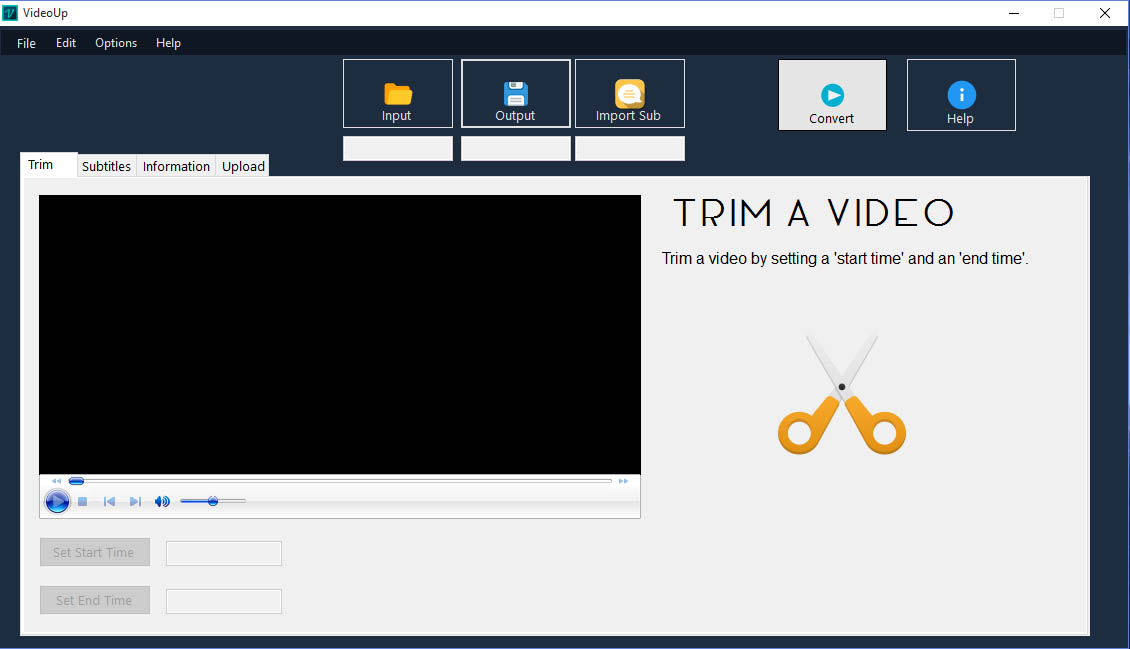 VideoUp
File Edit Options Help
Input Output Import Sub Convert Help
Trim Subtitles Information Upload
TRIM A VIDEO
Trim a video by setting a 'start time' and an 'end time'.
Set Start Time
Set End Time